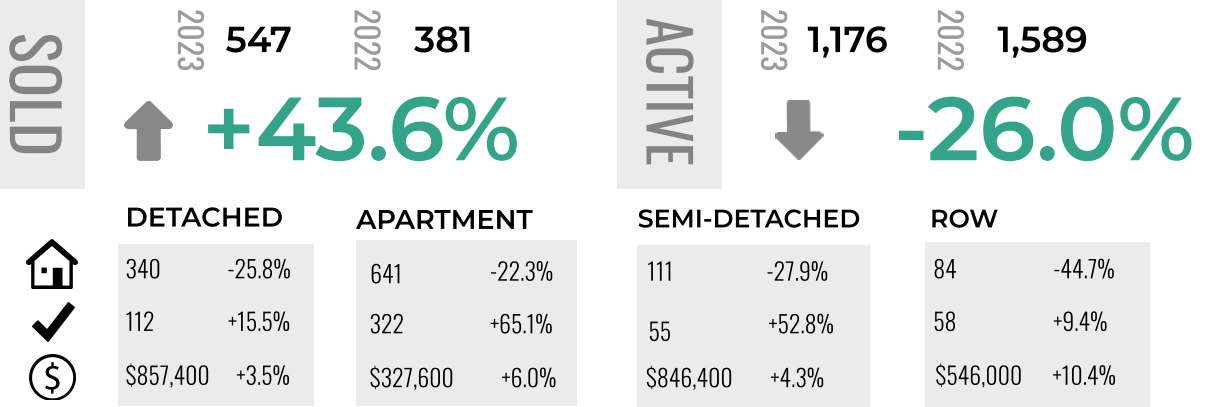 SOLD
2023 547 2022 381
+43.6%
ACTIVE
2023 1,176 2022 1,589
-26.0%
DETACHED
340 -25.8%
112 +15.5%
$857,400 +3.5%
APARTMENT
641 -22.3%
322 +65.1%
$327,600 +6.0%
SEMI-DETACHED
111 -27.9%
55 +52.8%
$846,400 +4.3%
ROW
84 -44.7%
58 +9.4%
$546,000 +10.4%
$